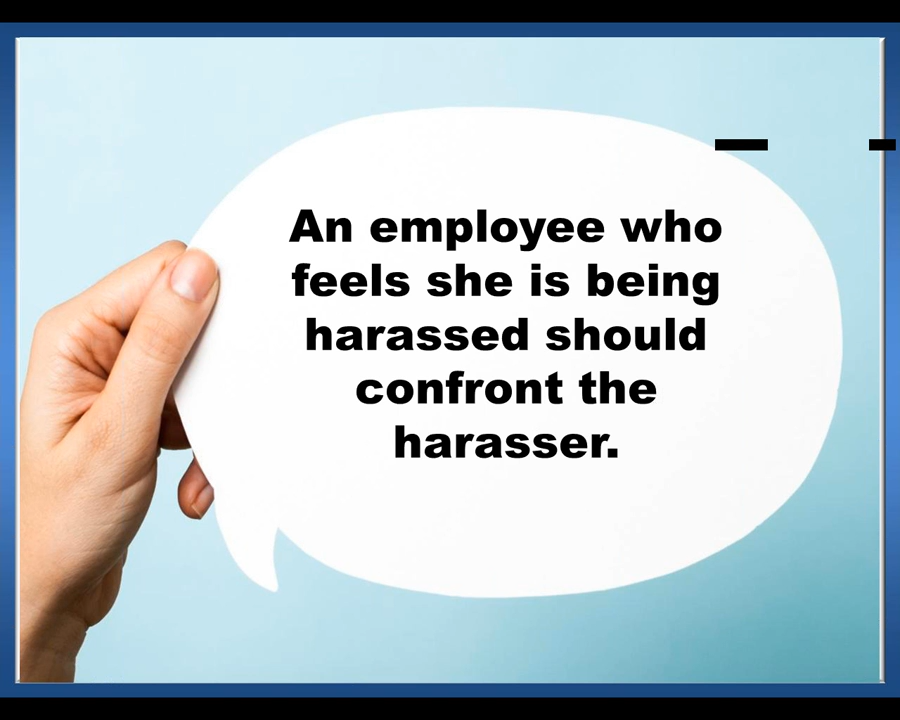 An employee who
feels she is being
harassed should
confront the
harasser.